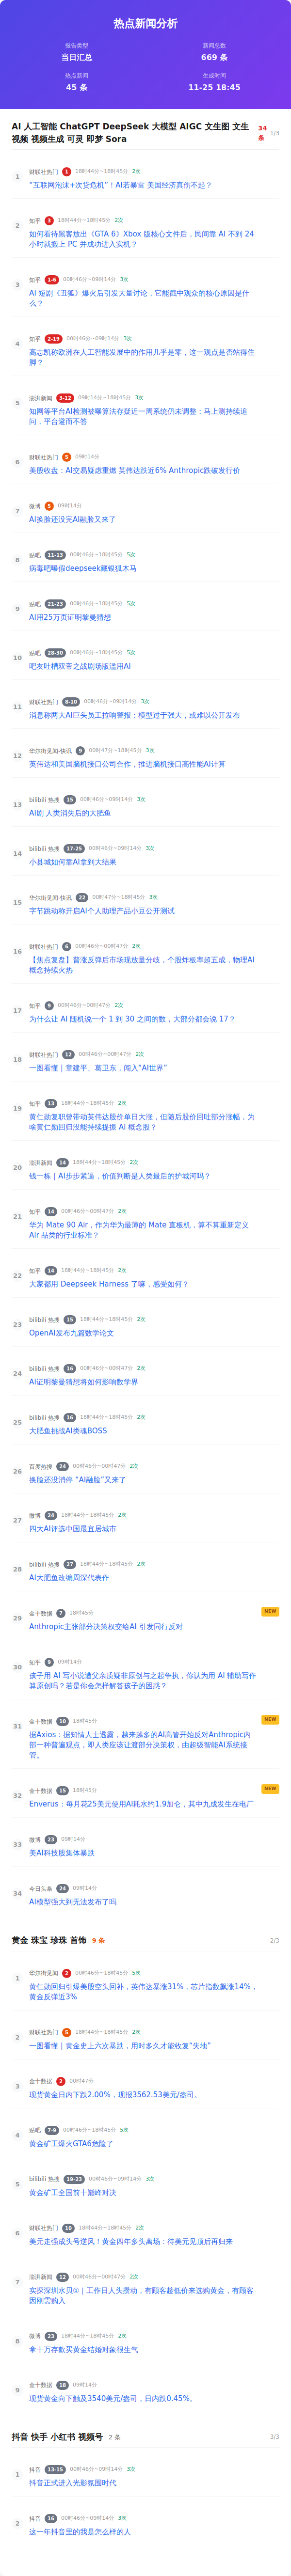 热点新闻分析
报告类型
当日汇总
新闻总数
669 条
热点新闻
45 条
生成时间
11-25 18:45
AI 人工智能 ChatGPT DeepSeek 大模型 AIGC 文生图 文生
视频 视频生成 可灵 即梦 Sora
34
条
1/3
1
财联社热门 1 18时44分~18时45分 2次
“互联网泡沫+次贷危机”！AI若暴雷 美国经济真伤不起？
2
知乎 3 18时44分~18时45分 2次
如何看待黑客放出《GTA 6》Xbox 版核心文件后，民间靠 AI 不到 24
小时就搬上 PC 并成功进入实机？
3
知乎 1-6 00时46分~09时14分 3次
AI 短剧《丑狐》爆火后引发大量讨论，它能戳中观众的核心原因是什
么？
4
知乎 2-19 00时46分~09时14分 3次
高志凯称欧洲在人工智能发展中的作用几乎是零，这一观点是否站得住
脚？
5
澎湃新闻 3-12 09时14分~18时45分 3次
知网等平台AI检测被曝算法存疑近一周系统仍未调整：马上测持续追
问，平台避而不答
6
财联社热门 5 09时14分
美股收盘：AI交易疑虑重燃 英伟达跌近6% Anthropic跌破发行价
7
微博 5 09时14分
AI换脸还没完AI融脸又来了
8
贴吧 11-13 00时46分~18时45分 5次
病毒吧曝假deepseek藏银狐木马
9
贴吧 21-23 00时46分~18时45分 5次
AI用25万页证明黎曼猜想
10
贴吧 28-30 00时46分~18时45分 5次
吧友吐槽双带之战剧场版滥用AI
11
财联社热门 8-10 00时46分~09时14分 3次
消息称两大AI巨头员工拉响警报：模型过于强大，或难以公开发布
12
华尔街见闻-快讯 9 00时47分~18时45分 3次
英伟达和美国脑机接口公司合作，推进脑机接口高性能AI计算
13
bilibili 热搜 15 00时46分~09时14分 3次
AI剧 人类消失后的大肥鱼
14
bilibili 热搜 17-25 00时46分~09时14分 3次
小县城如何靠AI拿到大结果
15
华尔街见闻-快讯 22 00时47分~18时45分 3次
字节跳动称开启AI个人助理产品小豆公开测试
16
财联社热门 6 00时46分~00时47分 2次
【焦点复盘】普涨反弹后市场现放量分歧，个股炸板率超五成，物理AI
概念持续火热
17
知乎 9 00时46分~00时47分 2次
为什么让 AI 随机说一个 1 到 30 之间的数，大部分都会说 17？
18
财联社热门 12 00时46分~00时47分 2次
一图看懂 | 章建平、葛卫东，闯入“AI世界”
19
知乎 13 18时44分~18时45分 2次
黄仁勋复职曾带动英伟达股价单日大涨，但随后股价回吐部分涨幅，为
啥黄仁勋回归没能持续提振 AI 概念股？
20
澎湃新闻 14 18时44分~18时45分 2次
钱一栋｜AI步步紧逼，价值判断是人类最后的护城河吗？
21
知乎 14 00时46分~00时47分 2次
华为 Mate 90 Air，作为华为最薄的 Mate 直板机，算不算重新定义
Air 品类的行业标准？
22
知乎 14 18时44分~18时45分 2次
大家都用 Deepseek Harness 了嘛，感受如何？
23
bilibili 热搜 15 18时44分~18时45分 2次
OpenAI发布九篇数学论文
24
bilibili 热搜 16 00时46分~00时47分 2次
AI证明黎曼猜想将如何影响数学界
25
bilibili 热搜 16 18时44分~18时45分 2次
大肥鱼挑战AI类魂BOSS
26
百度热搜 24 00时46分~00时47分 2次
换脸还没消停 “AI融脸”又来了
27
微博 24 18时44分~18时45分 2次
四大AI评选中国最宜居城市
28
bilibili 热搜 27 18时44分~18时45分 2次
AI大肥鱼改编周深代表作
29
金十数据 7 18时45分
NEW
Anthropic主张部分决策权交给AI 引发同行反对
30
知乎 9 09时14分
孩子用 AI 写小说遭父亲质疑非原创与之起争执，你认为用 AI 辅助写作
算原创吗？若是你会怎样解答孩子的困惑？
31
金十数据 10 18时45分
NEW
据Axios：据知情人士透露，越来越多的AI高管开始反对Anthropic内
部一种普遍观点，即人类应该让渡部分决策权，由超级智能AI系统接
管。
32
金十数据 15 18时45分
NEW
Enverus：每月花25美元使用AI耗水约1.9加仑，其中九成发生在电厂
33
微博 23 09时14分
美AI科技股集体暴跌
34
今日头条 24 09时14分
AI模型强大到无法发布了吗
黄金 珠宝 珍珠 首饰 9 条
2/3
1
华尔街见闻 2 00时46分~18时45分 5次
黄仁勋回归引爆美股空头回补，英伟达暴涨31%，芯片指数飙涨14%，
黄金反弹近3%
2
财联社热门 5 18时44分~18时45分 2次
一图看懂 | 黄金史上六次暴跌，用时多久才能收复“失地”
3
金十数据 2 00时47分
现货黄金日内下跌2.00%，现报3562.53美元/盎司。
4
贴吧 7-9 00时46分~18时45分 5次
黄金矿工爆火GTA6危险了
5
bilibili 热搜 19-23 00时46分~09时14分 3次
黄金矿工全国前十巅峰对决
6
财联社热门 10 18时44分~18时45分 2次
美元走强成头号逆风！黄金四年多头离场：待美元见顶后再归来
7
澎湃新闻 12 00时46分~00时47分 2次
实探深圳水贝①｜工作日人头攒动，有顾客趁低价来选购黄金，有顾客
因刚需购入
8
微博 23 18时44分~18时45分 2次
拿十万存款买黄金结婚对象很生气
9
金十数据 18 09时14分
现货黄金向下触及3540美元/盎司，日内跌0.45%。
抖音 快手 小红书 视频号 2 条
3/3
1
抖音 13-15 00时46分~09时14分 3次
抖音正式进入光影氛围时代
2
抖音 16 00时46分~09时14分 3次
这一年抖音里的我是怎么样的人